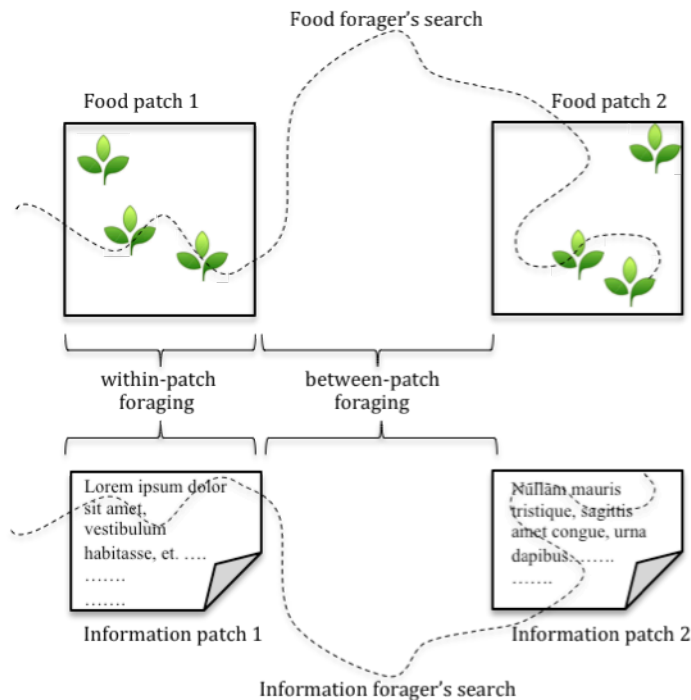 Food forager's search
Food patch 1
Food patch 2
within-patch
foraging
between-patch
foraging
Lorem ipsum dolor
sit amet,
vestibulum
habitasse, et. ....
.......
.......
Nullam mauris
tristique, sagittis
amet congue, urna
dapibus.........
.......
Information patch 1
Information patch 2
Information forager's search